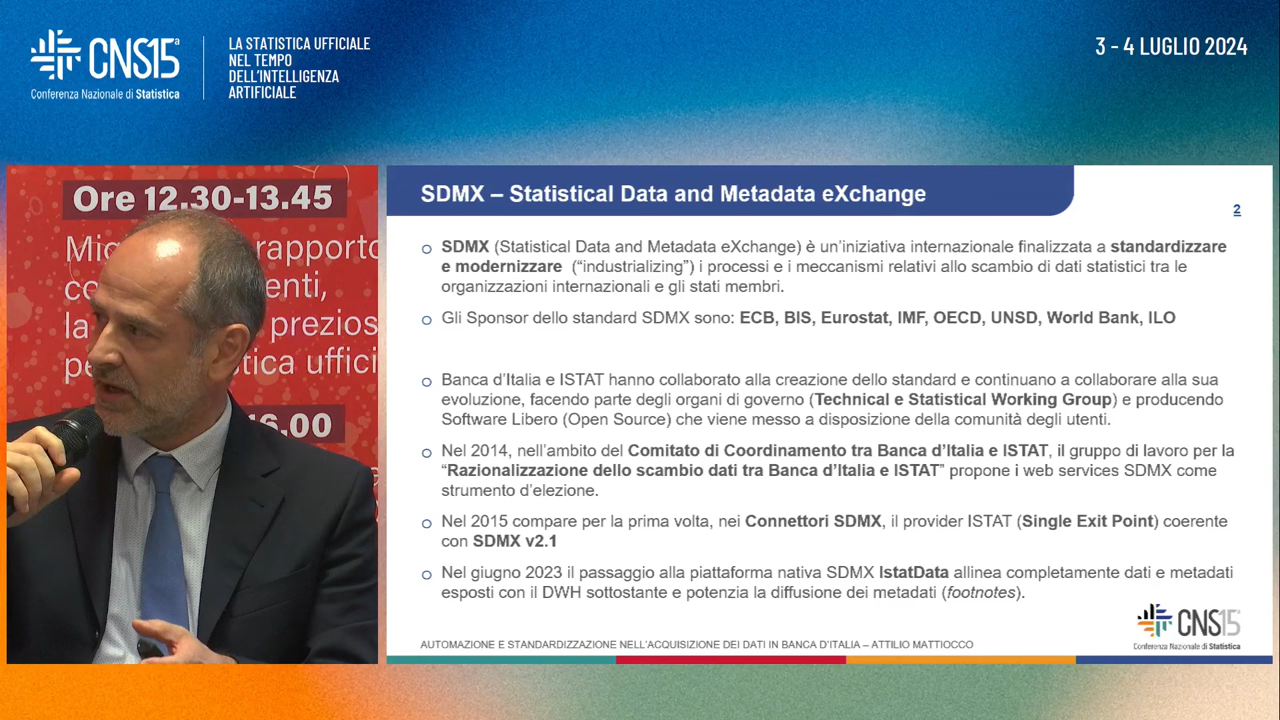 CNS15ª
Conferenza Nazionale di Statistica
LA STATISTICA UFFICIALE
NEL TEMPO
DELL'INTELLIGENZA
ARTIFICIALE
3 - 4 LUGLIO 2024
Ore 12.30-13.45
rapporto
enti,
la prezios
pe tica uffici
6.00
SDMX – Statistical Data and Metadata eXchange
2
SDMX (Statistical Data and Metadata eXchange) è un'iniziativa internazionale finalizzata a standardizzare
e modernizzare (“industrializing”) i processi e i meccanismi relativi allo scambio di dati statistici tra le
organizzazioni internazionali e gli stati membri.
Gli Sponsor dello standard SDMX sono: ECB, BIS, Eurostat, IMF, OECD, UNSD, World Bank, ILO
Banca d'Italia e ISTAT hanno collaborato alla creazione dello standard e continuano a collaborare alla sua
evoluzione, facendo parte degli organi di governo (Technical e Statistical Working Group) e producendo
Software Libero (Open Source) che viene messo a disposizione della comunità degli utenti.
Nel 2014, nell'ambito del Comitato di Coordinamento tra Banca d'Italia e ISTAT, il gruppo di lavoro per la
“Razionalizzazione dello scambio dati tra Banca d'Italia e ISTAT” propone i web services SDMX come
strumento d'elezione.
Nel 2015 compare per la prima volta, nei Connettori SDMX, il provider ISTAT (Single Exit Point) coerente
con SDMX v2.1
Nel giugno 2023 il passaggio alla piattaforma nativa SDMX IstatData allinea completamente dati e metadati
esposti con il DWH sottostante e potenzia la diffusione dei metadati (footnotes).
AUTOMAZIONE E STANDARDIZZAZIONE NELL'ACQUISIZIONE DEI DATI IN BANCA D'ITALIA – ATTILIO MATTIOCCO
CNS15ª
Conferenza Nazionale di Statistica